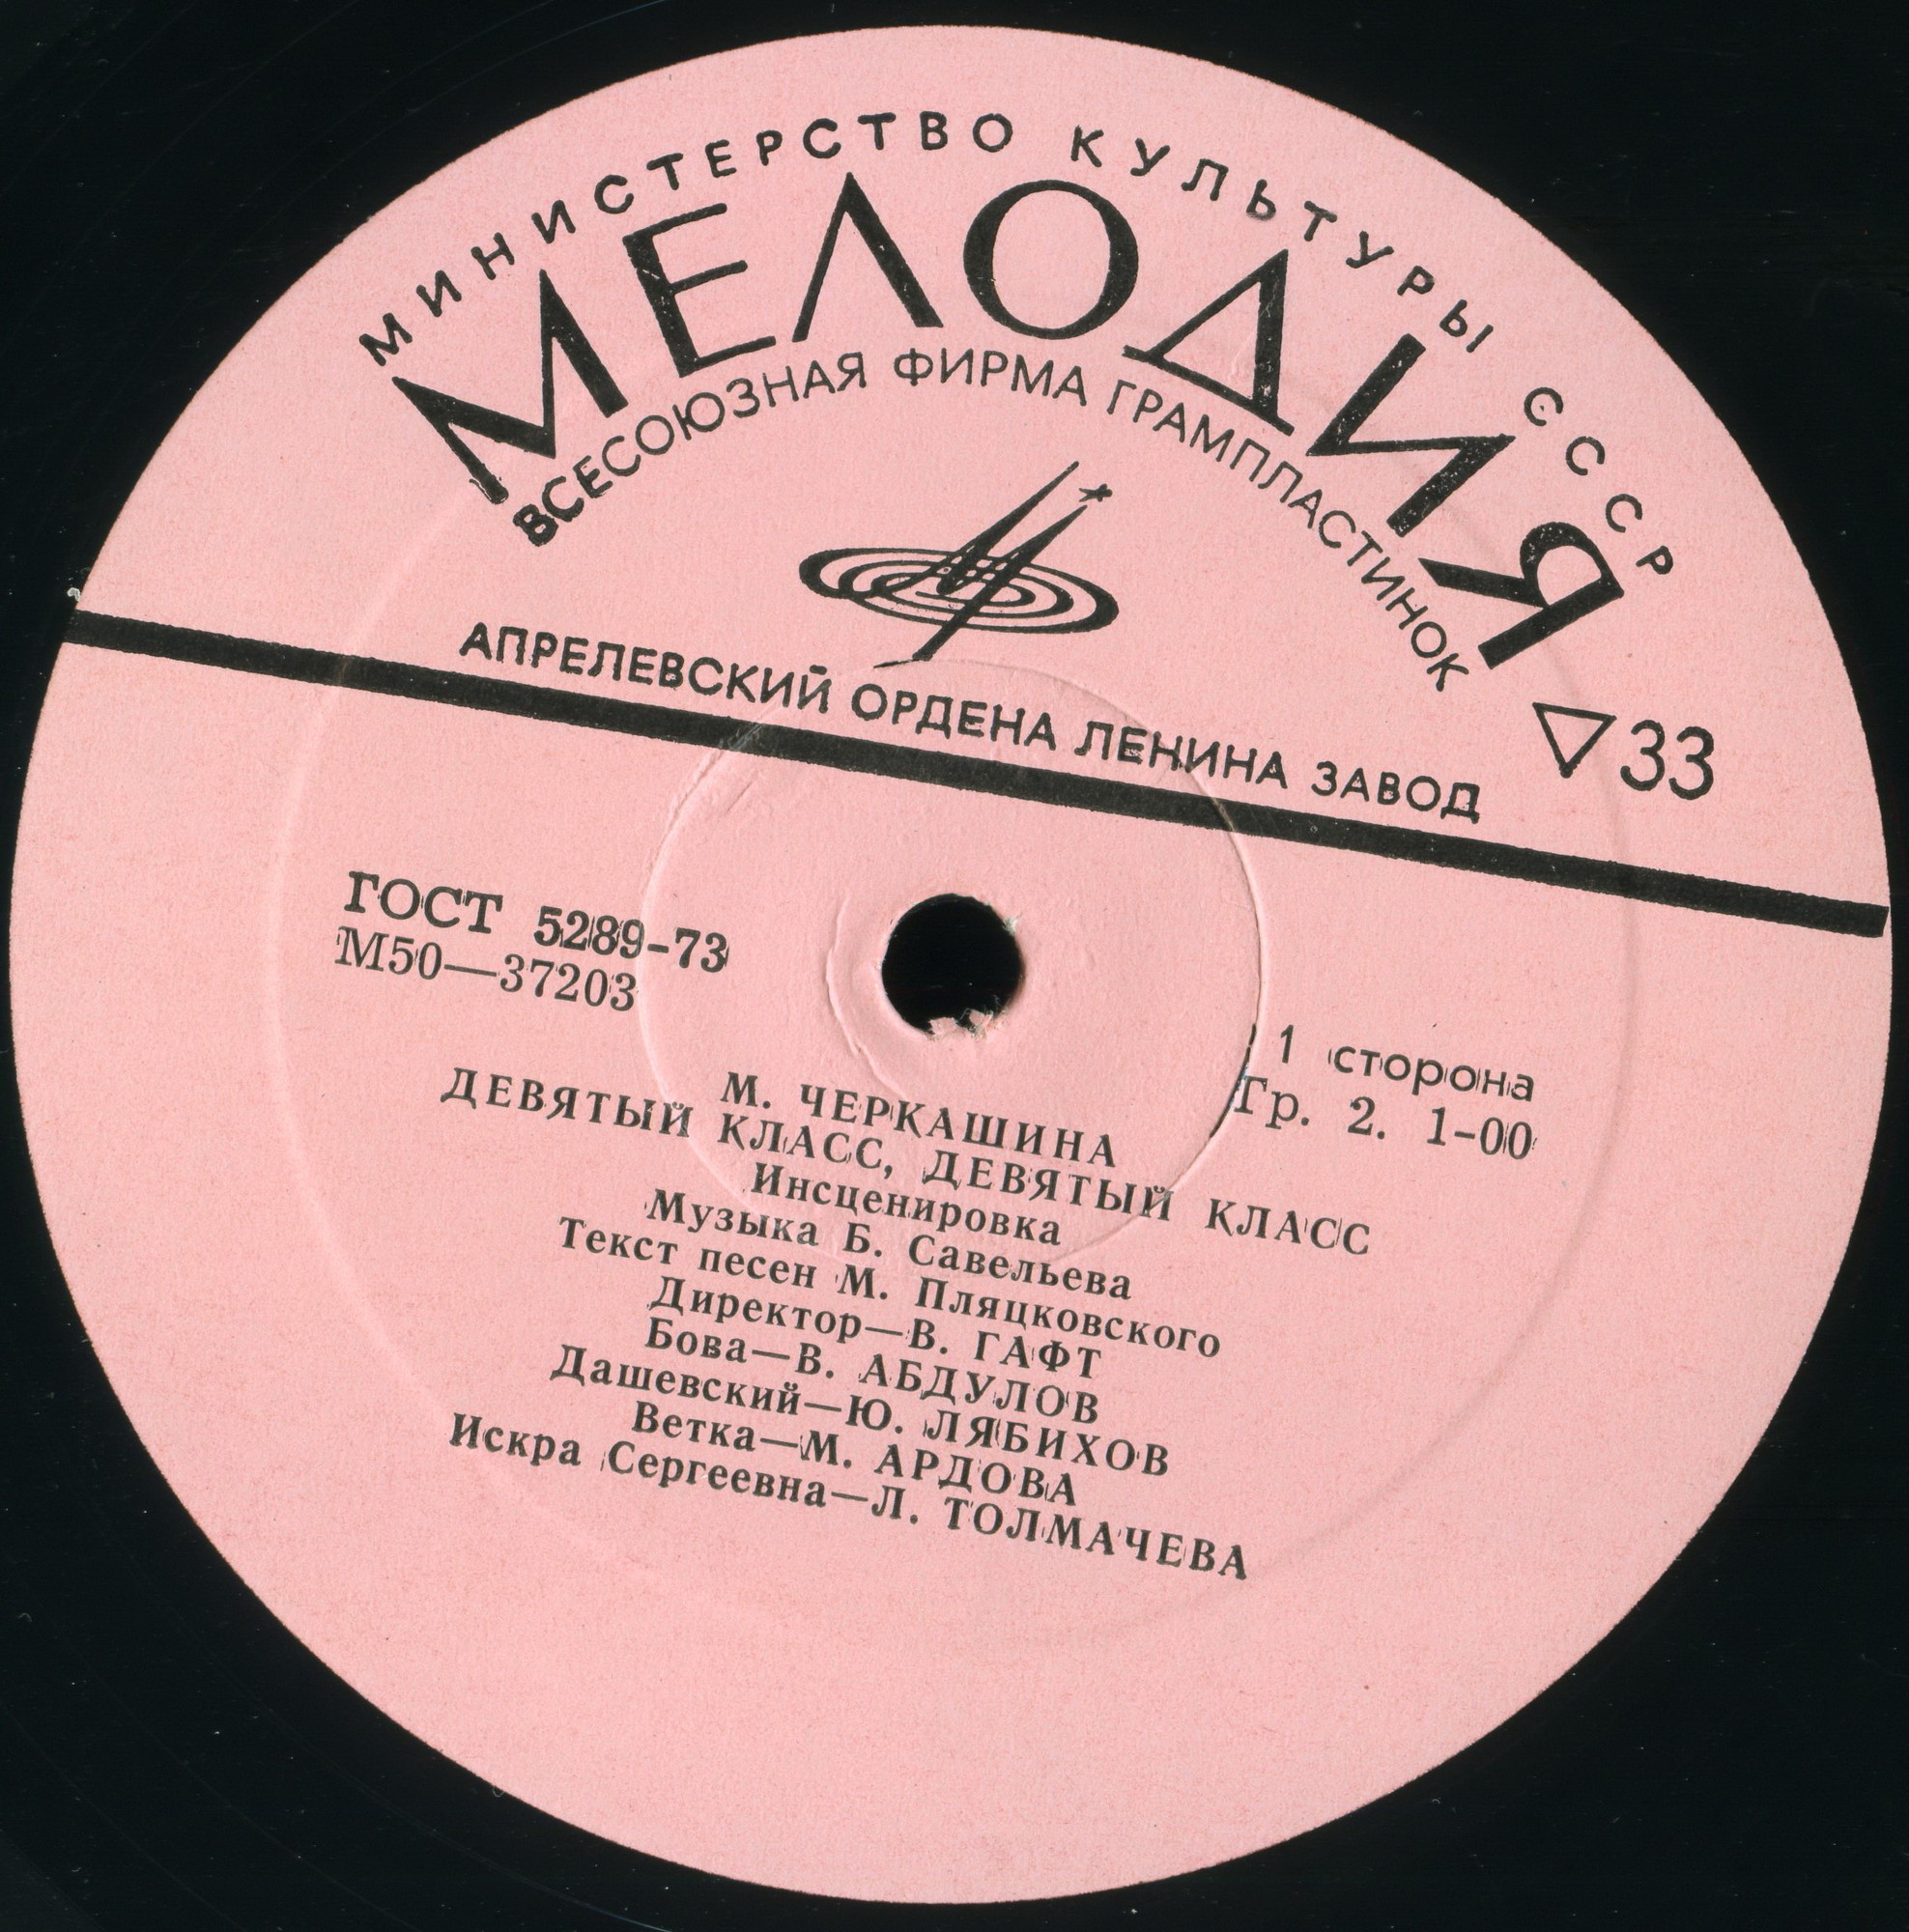 МИНИСТЕРСТВО КУЛЬТУРЫ СССР
МЕЛОДИЯ
ВСЕСОЮЗНАЯ ФИРМА ГРАМПЛАСТИНОК
АПРЕЛЕВСКИЙ ОРДЕНА ЛЕНИНА ЗАВОД
▽33
ГОСТ 5289-73
М50—37203
1 сторона
Гр. 2. 1-00
М. ЧЕРКАШИНА
ДЕВЯТЫЙ КЛАСС, ДЕВЯТЫЙ КЛАСС
Инсценировка
Музыка Б. Савельева
Текст песен М. Пляцковского
Директор—В. ГАФТ
Бова—В. АБДУЛОВ
Дашевский—Ю. ЛЯБИХОВ
Ветка—М. АРДОВА
Искра Сергеевна—Л. ТОЛМАЧЕВА